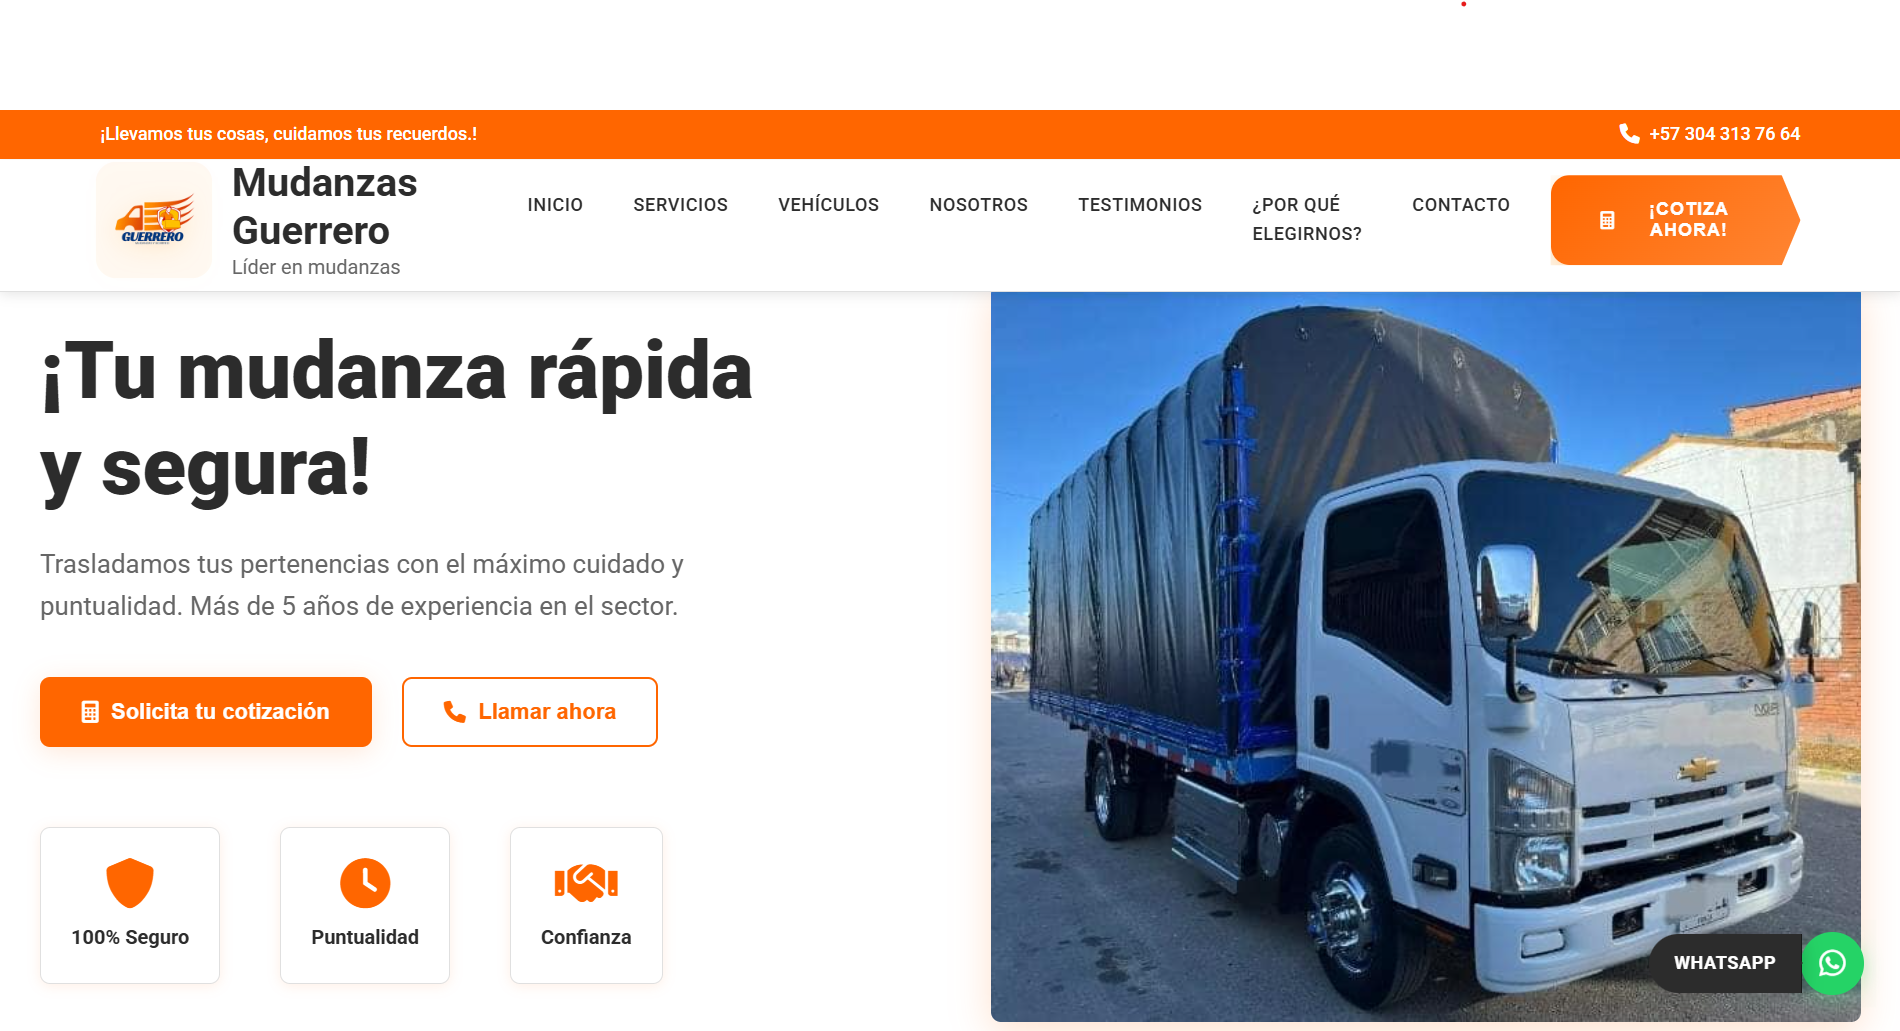 ¡Llevamos tus cosas, cuidamos tus recuerdos.!
+57 304 313 76 64
GUERRERO
Mudanzas
Guerrero
Líder en mudanzas
INICIO
SERVICIOS
VEHÍCULOS
NOSOTROS
TESTIMONIOS
¿POR QUÉ
ELEGIRNOS?
CONTACTO
¡COTIZA
AHORA!
¡Tu mudanza rápida
y segura!
Trasladamos tus pertenencias con el máximo cuidado y
puntualidad. Más de 5 años de experiencia en el sector.
Solicita tu cotización
Llamar ahora
100% Seguro
Puntualidad
Confianza
WHATSAPP